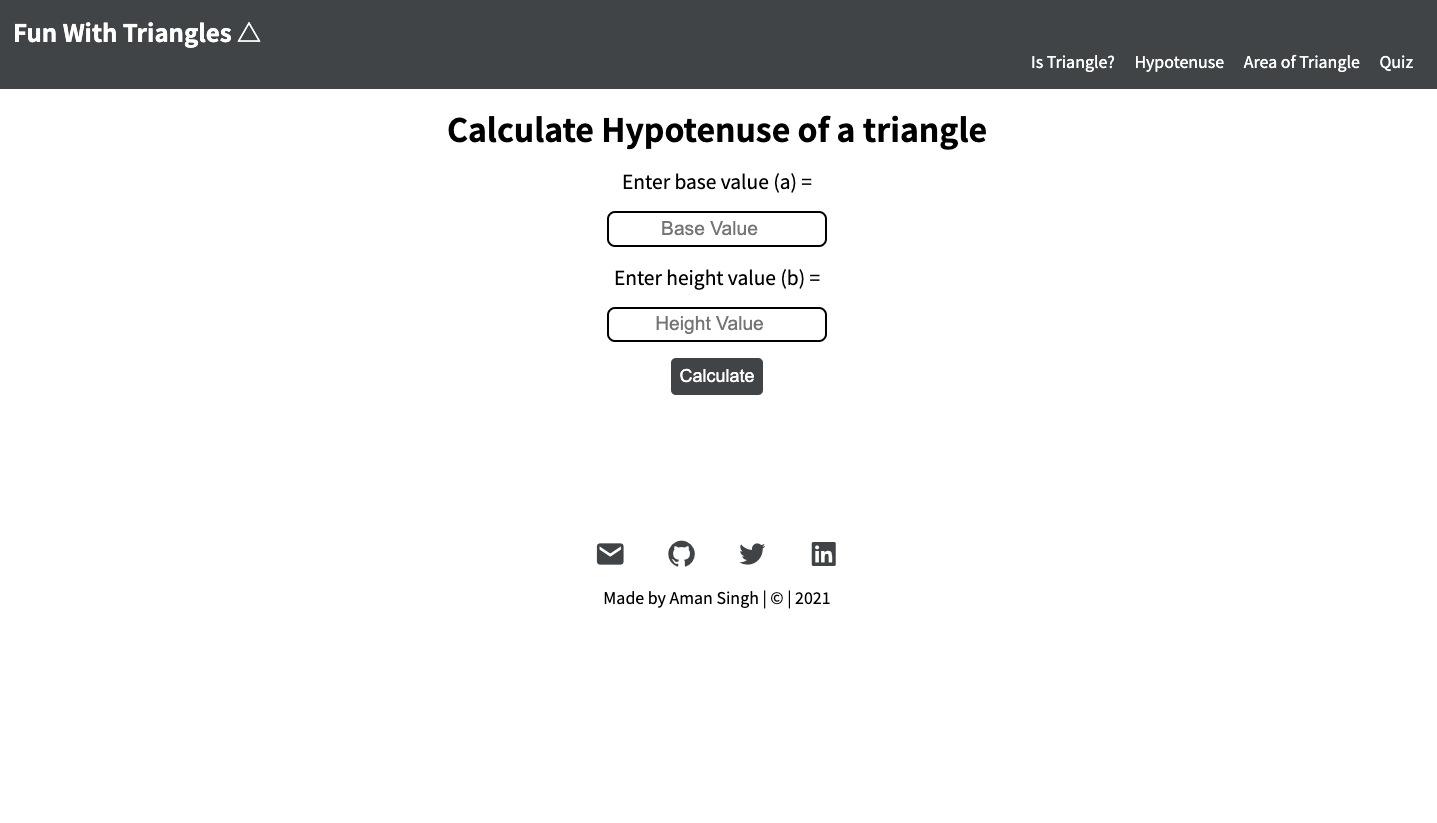 Fun With Triangles △
Is Triangle? Hypotenuse Area of Triangle Quiz
Calculate Hypotenuse of a triangle
Enter base value (a) =
Base Value
Enter height value (b) =
Height Value
Calculate
Made by Aman Singh | © | 2021